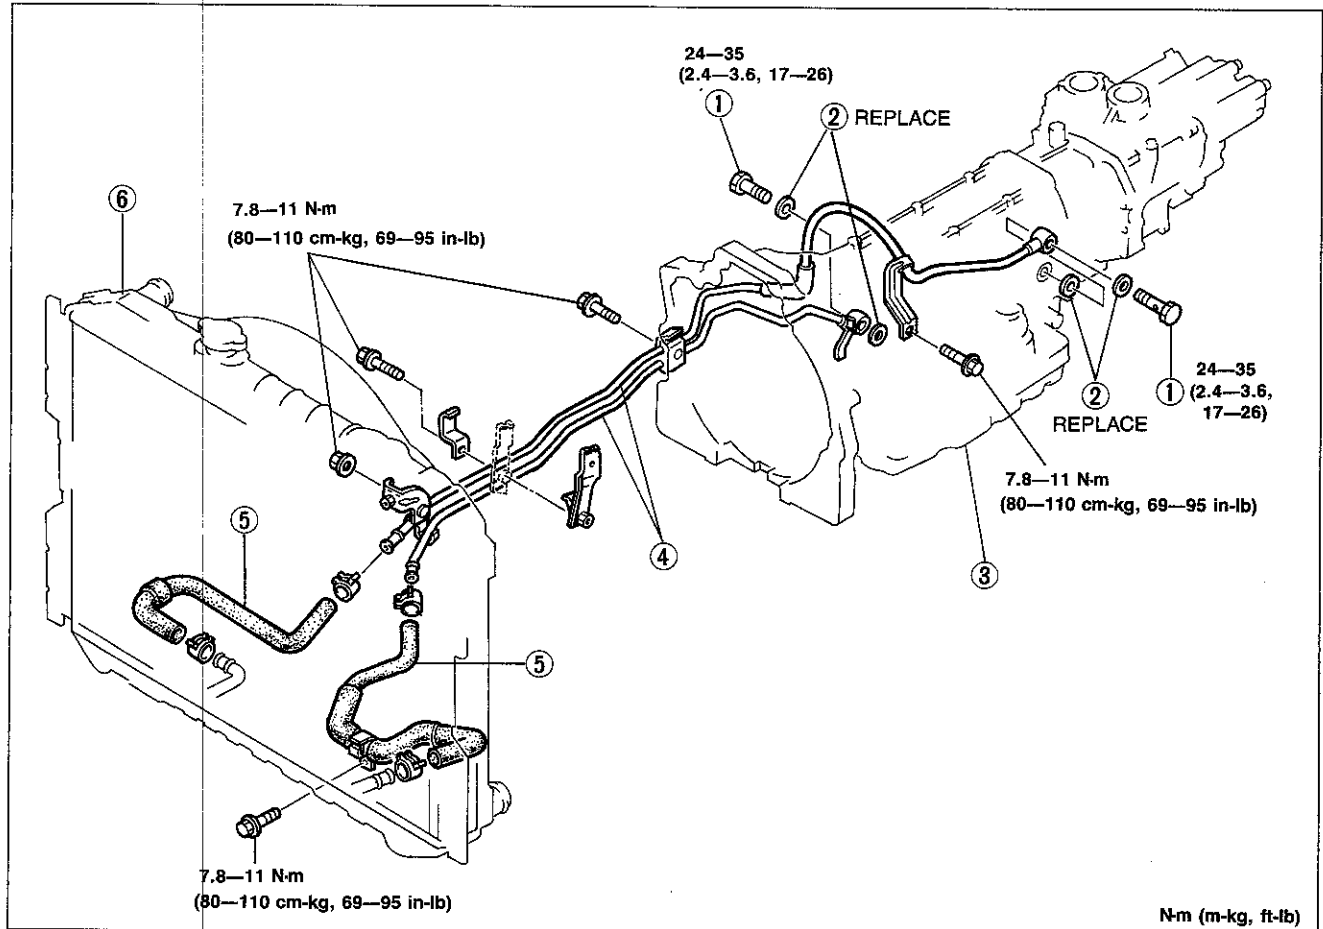 24—35
(2.4—3.6, 17—26)
1
2 REPLACE
6
7.8—11 N·m
(80—110 cm-kg, 69—95 in-lb)
2
REPLACE
1
24—35
(2.4—3.6,
17—26)
7.8—11 N·m
(80—110 cm-kg, 69—95 in-lb)
5
4
3
5
7.8—11 N·m
(80—110 cm-kg, 69—95 in-lb)
N·m (m-kg, ft-lb)